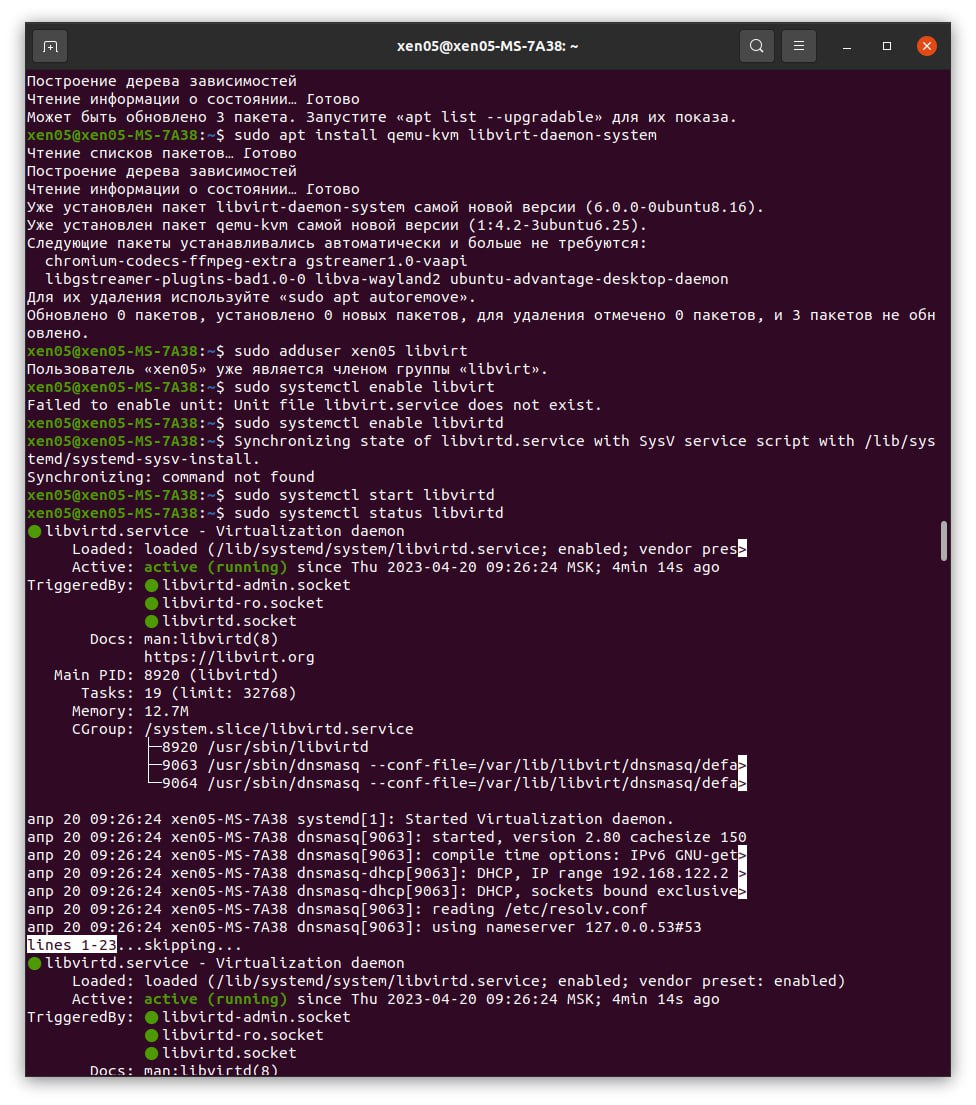 xen05@xen05-MS-7A38: ~
Построение дерева зависимостей
Чтение информации о состоянии… Готово
Может быть обновлено 3 пакета. Запустите «apt list --upgradable» для их показа.
xen05@xen05-MS-7A38:~$ sudo apt install qemu-kvm libvirt-daemon-system
Чтение списков пакетов… Готово
Построение дерева зависимостей
Чтение информации о состоянии… Готово
Уже установлен пакет libvirt-daemon-system самой новой версии (6.0.0-0ubuntu8.16).
Уже установлен пакет qemu-kvm самой новой версии (1:4.2-3ubuntu6.25).
Следующие пакеты устанавливались автоматически и больше не требуются:
  chromium-codecs-ffmpeg-extra gstreamer1.0-vaapi
  libgstreamer-plugins-bad1.0-0 libva-wayland2 ubuntu-advantage-desktop-daemon
Для их удаления используйте «sudo apt autoremove».
Обновлено 0 пакетов, установлено 0 новых пакетов, для удаления отмечено 0 пакетов, и 3 пакетов не обн
овлено.
xen05@xen05-MS-7A38:~$ sudo adduser xen05 libvirt
Пользователь «xen05» уже является членом группы «libvirt».
xen05@xen05-MS-7A38:~$ sudo systemctl enable libvirt
Failed to enable unit: Unit file libvirt.service does not exist.
xen05@xen05-MS-7A38:~$ sudo systemctl enable libvirtd
xen05@xen05-MS-7A38:~$ Synchronizing state of libvirtd.service with SysV service script with /lib/sys
temd/systemd-sysv-install.
Synchronizing: command not found
xen05@xen05-MS-7A38:~$ sudo systemctl start libvirtd
xen05@xen05-MS-7A38:~$ sudo systemctl status libvirtd
● libvirtd.service - Virtualization daemon
     Loaded: loaded (/lib/systemd/system/libvirtd.service; enabled; vendor pres>
     Active: active (running) since Thu 2023-04-20 09:26:24 MSK; 4min 14s ago
TriggeredBy: ● libvirtd-admin.socket
             ● libvirtd-ro.socket
             ● libvirtd.socket
       Docs: man:libvirtd(8)
             https://libvirt.org
   Main PID: 8920 (libvirtd)
      Tasks: 19 (limit: 32768)
     Memory: 12.7M
     CGroup: /system.slice/libvirtd.service
             ├─8920 /usr/sbin/libvirtd
             ├─9063 /usr/sbin/dnsmasq --conf-file=/var/lib/libvirt/dnsmasq/defa>
             └─9064 /usr/sbin/dnsmasq --conf-file=/var/lib/libvirt/dnsmasq/defa>
апр 20 09:26:24 xen05-MS-7A38 systemd[1]: Started Virtualization daemon.
апр 20 09:26:24 xen05-MS-7A38 dnsmasq[9063]: started, version 2.80 cachesize 150
апр 20 09:26:24 xen05-MS-7A38 dnsmasq[9063]: compile time options: IPv6 GNU-get>
апр 20 09:26:24 xen05-MS-7A38 dnsmasq-dhcp[9063]: DHCP, IP range 192.168.122.2 >
апр 20 09:26:24 xen05-MS-7A38 dnsmasq-dhcp[9063]: DHCP, sockets bound exclusive>
апр 20 09:26:24 xen05-MS-7A38 dnsmasq[9063]: reading /etc/resolv.conf
апр 20 09:26:24 xen05-MS-7A38 dnsmasq[9063]: using nameserver 127.0.0.53#53
lines 1-23...skipping...
● libvirtd.service - Virtualization daemon
     Loaded: loaded (/lib/systemd/system/libvirtd.service; enabled; vendor preset: enabled)
     Active: active (running) since Thu 2023-04-20 09:26:24 MSK; 4min 14s ago
TriggeredBy: ● libvirtd-admin.socket
             ● libvirtd-ro.socket
             ● libvirtd.socket
       Docs: man:libvirtd(8)